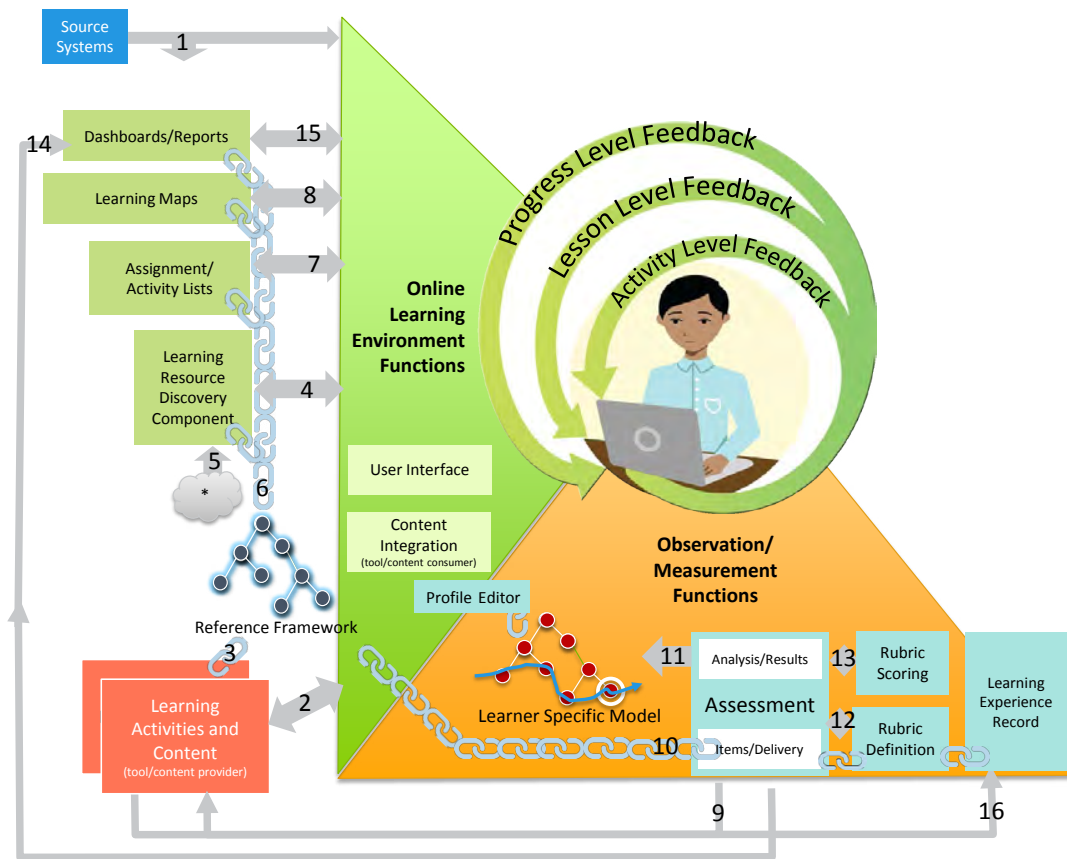 Source
Systems
1
14
Dashboards/Reports
15
Learning Maps
8
Assignment/
Activity Lists
7
Learning
Resource
Discovery
Component
4
5
*
6
Reference Framework
3
Learning
Activities and
Content
(tool/content provider)
2
Online
Learning
Environment
Functions
User Interface
Content
Integration
(tool/content consumer)
Progress Level Feedback
Lesson Level Feedback
Activity Level Feedback
Observation/
Measurement
Functions
Profile Editor
Learner Specific Model
11
Analysis/Results
Assessment
Items/Delivery
10
13
Rubric
Scoring
12
Rubric
Definition
Learning
Experience
Record
9
16